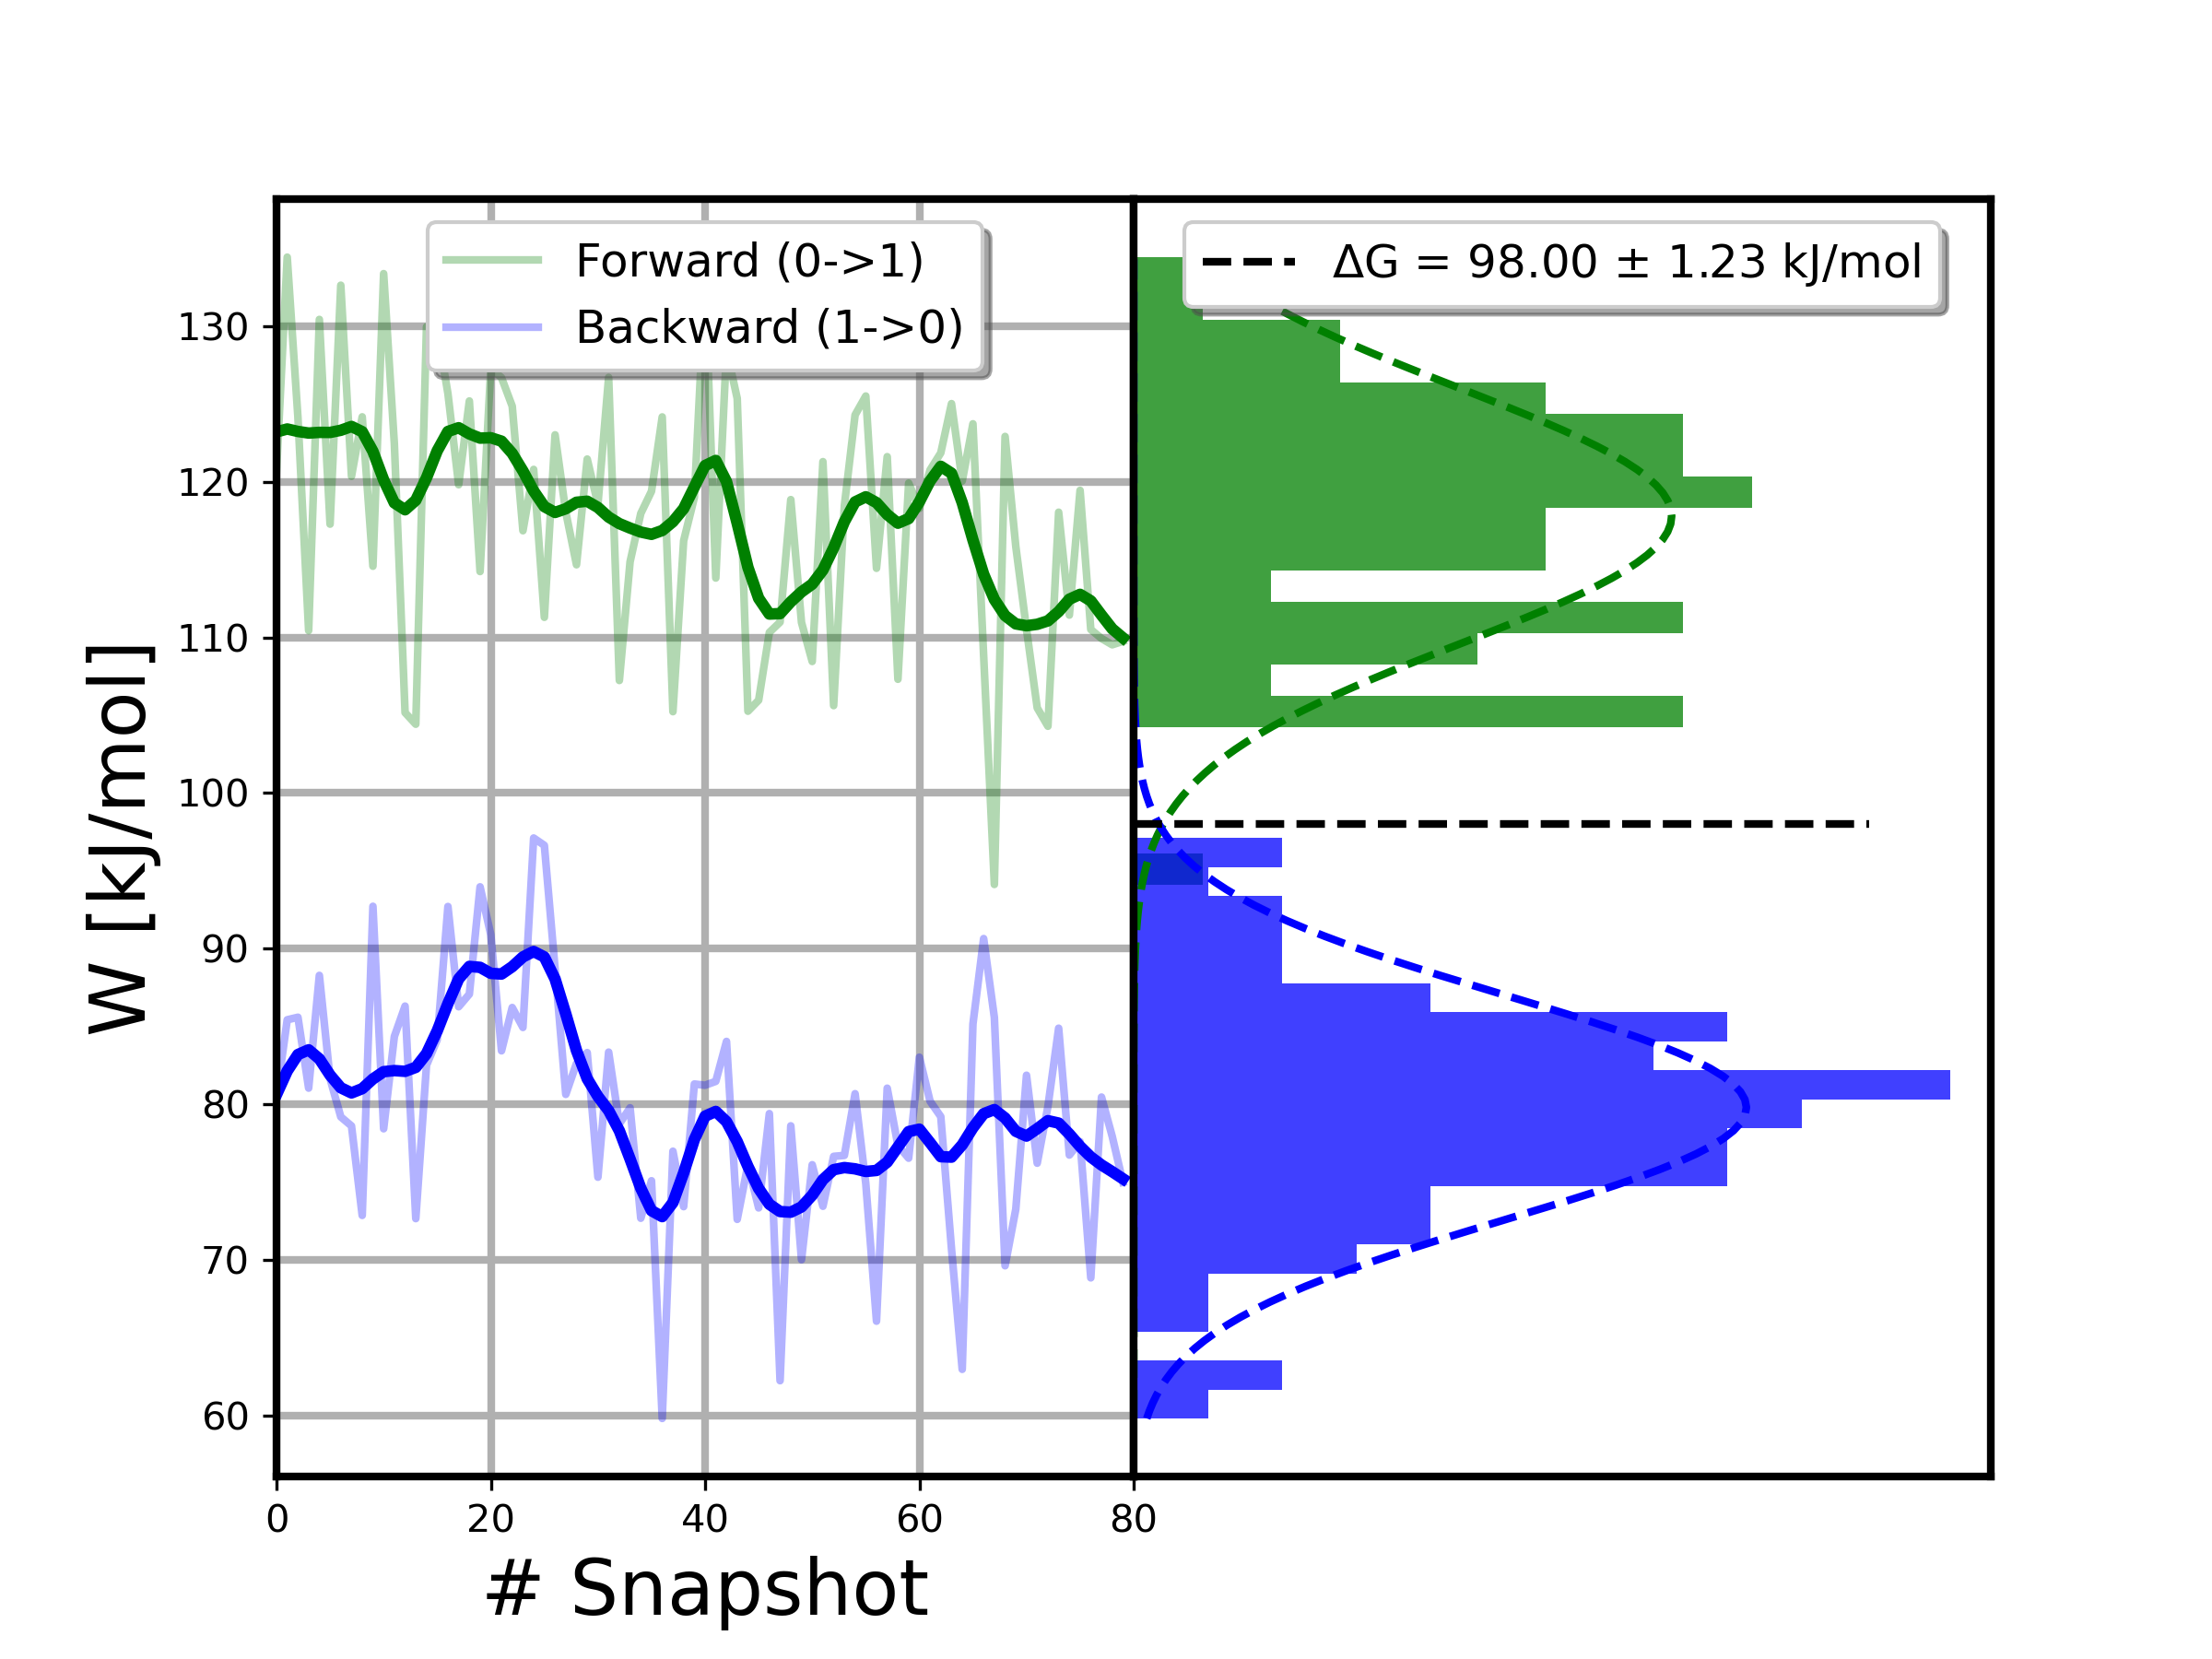 Forward (0->1)
Backward (1->0)
ΔG = 98.00 ± 1.23 kJ/mol
W [kJ/mol]
130
120
110
100
90
80
70
60
0 20 40 60 80
# Snapshot